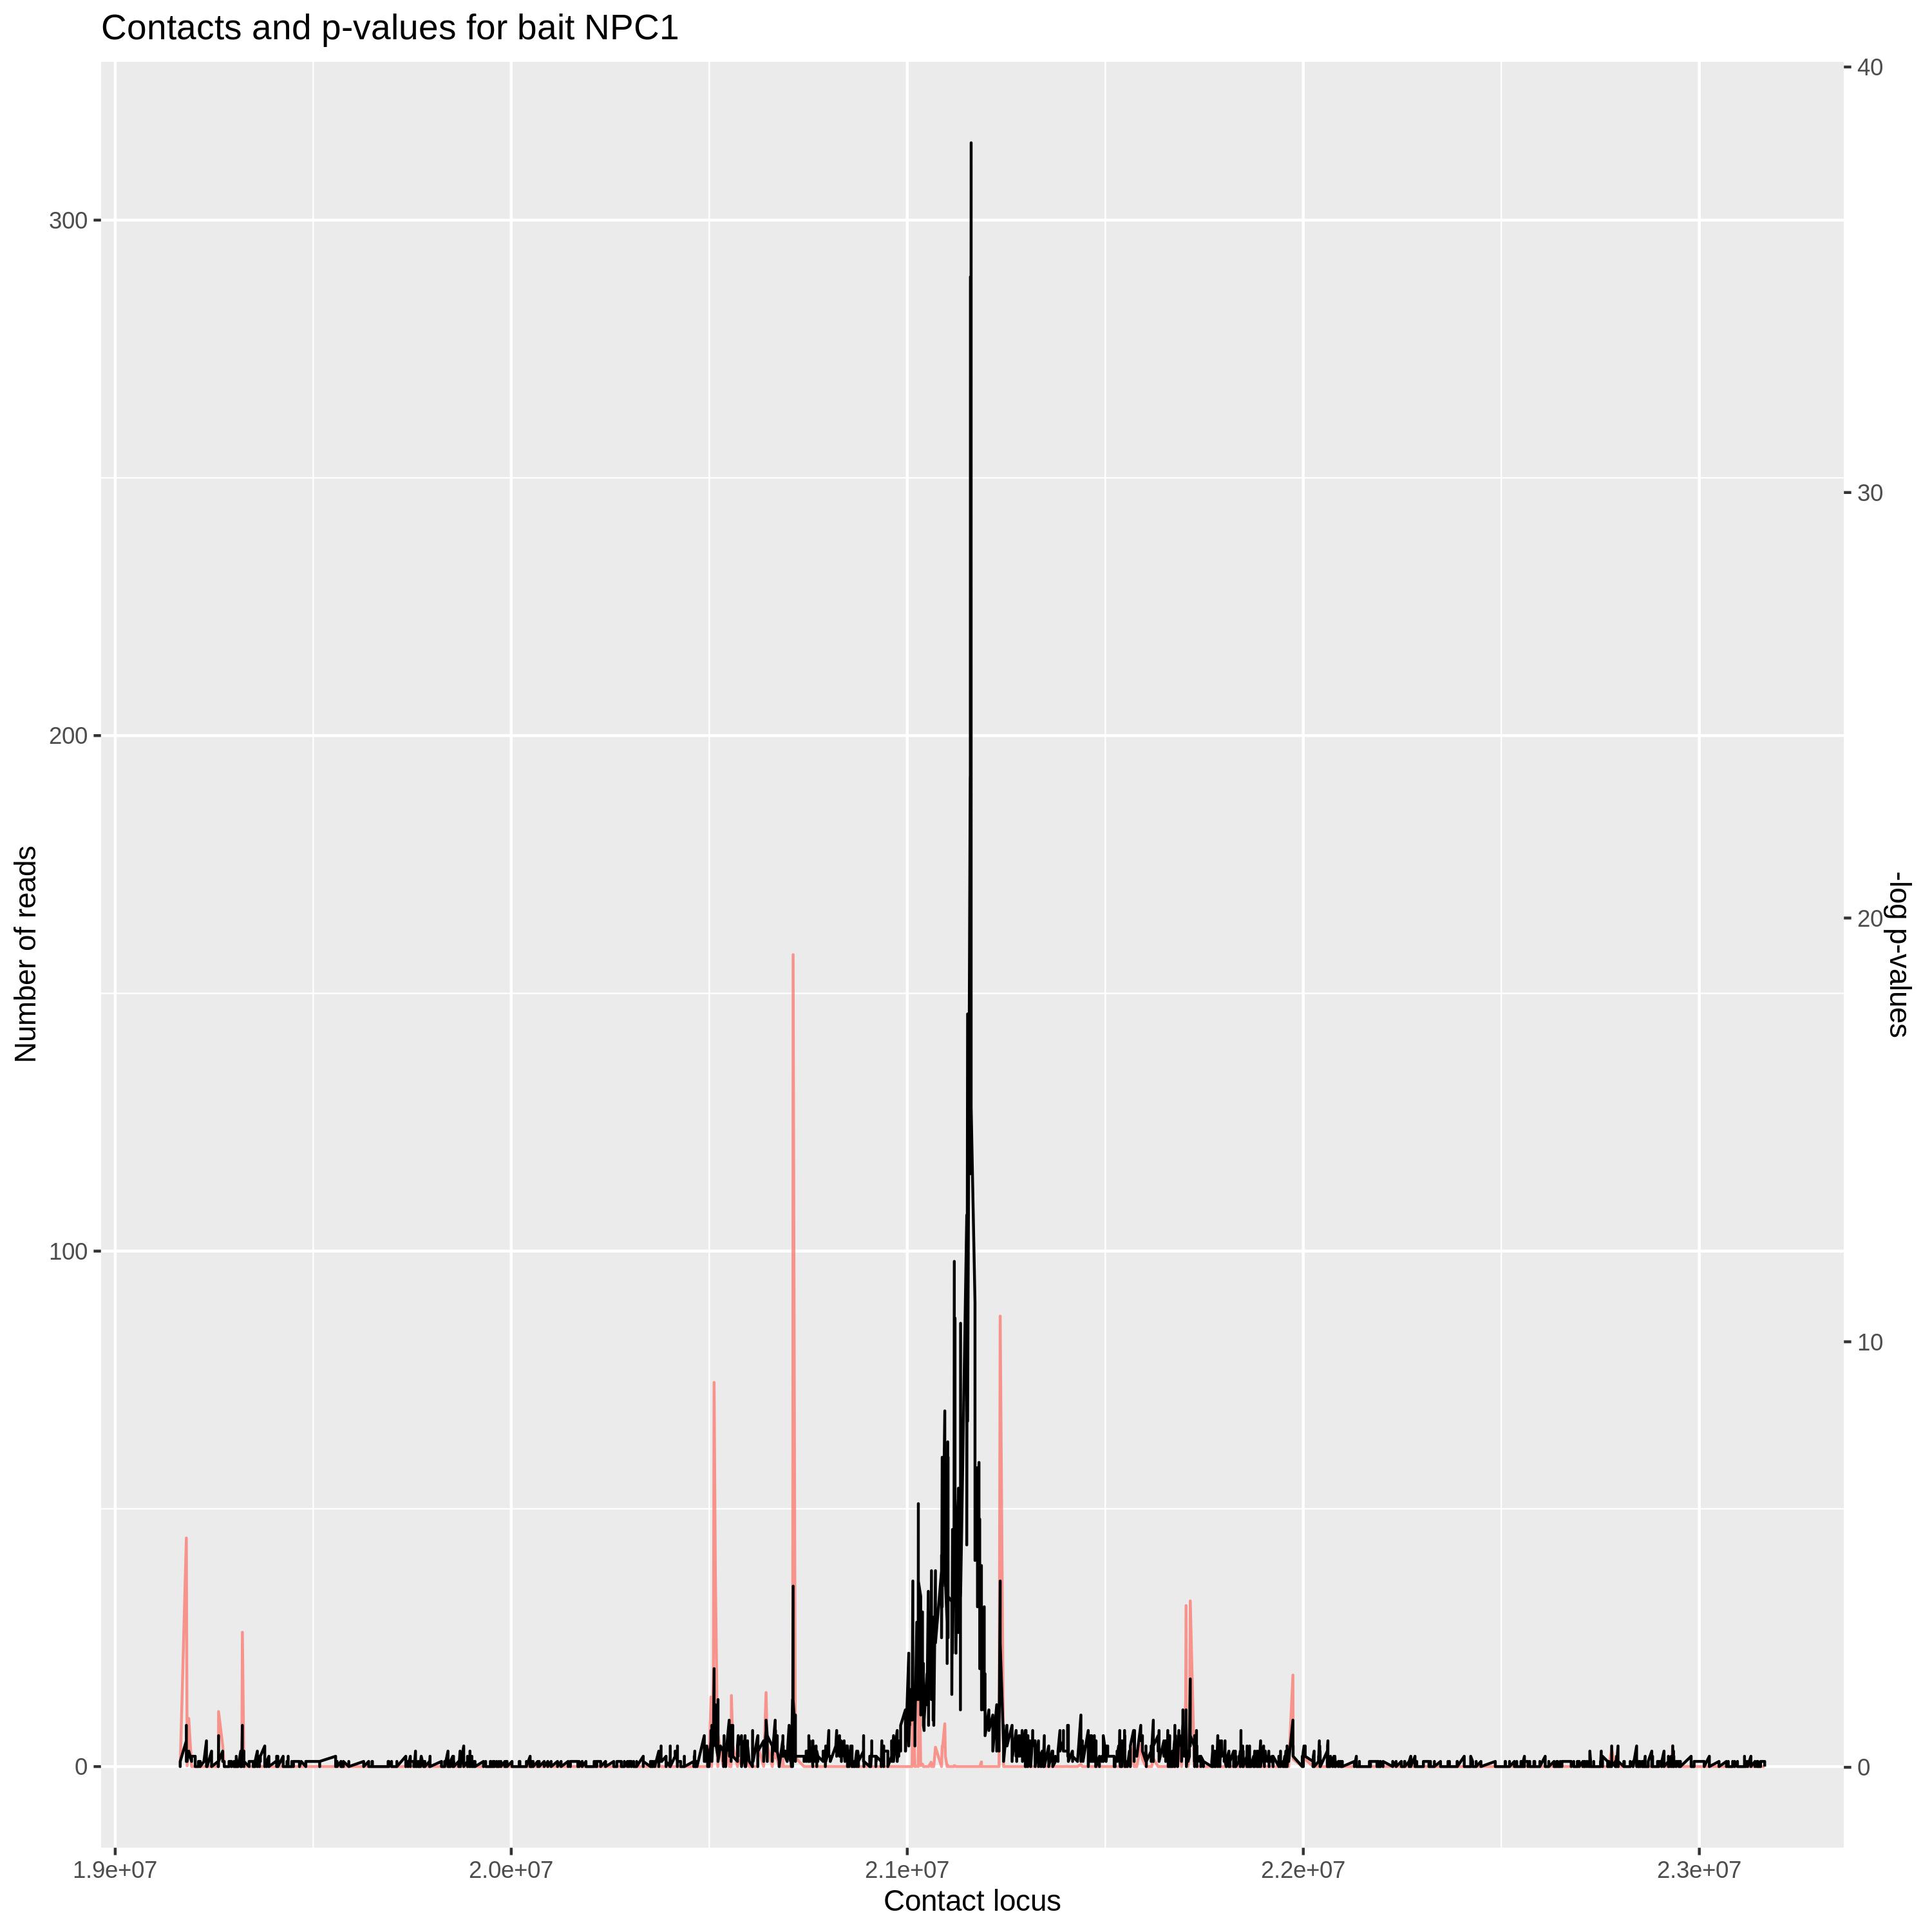 Contacts and p-values for bait NPC1
40
300
30
200
20
100
10
0
0
Number of reads
-log p-values
1.9e+07 2.0e+07 2.1e+07 2.2e+07 2.3e+07
Contact locus